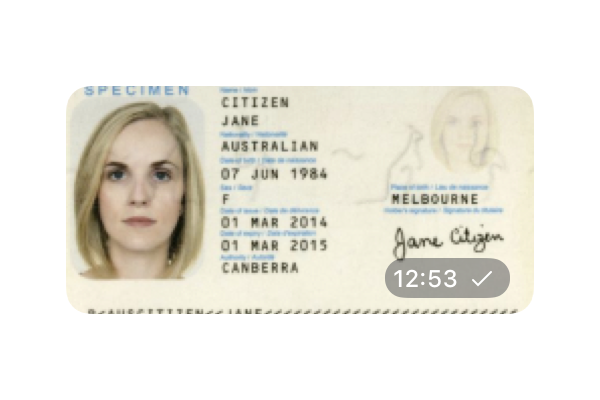 SPECIMEN
Name / Nom
CITIZEN
JANE
Nationality / Nationalité
AUSTRALIAN
Date of birth / Date de naissance
07 JUN 1984
Sex / Sexe Place of birth / Lieu de naissance
F MELBOURNE
Date of issue / Date de délivrance Holder's signature / Signature du titulaire
01 MAR 2014
Date of expiry / Date d'expiration Jane Citizen
01 MAR 2015
Authority / Autorité
CANBERRA
12:53